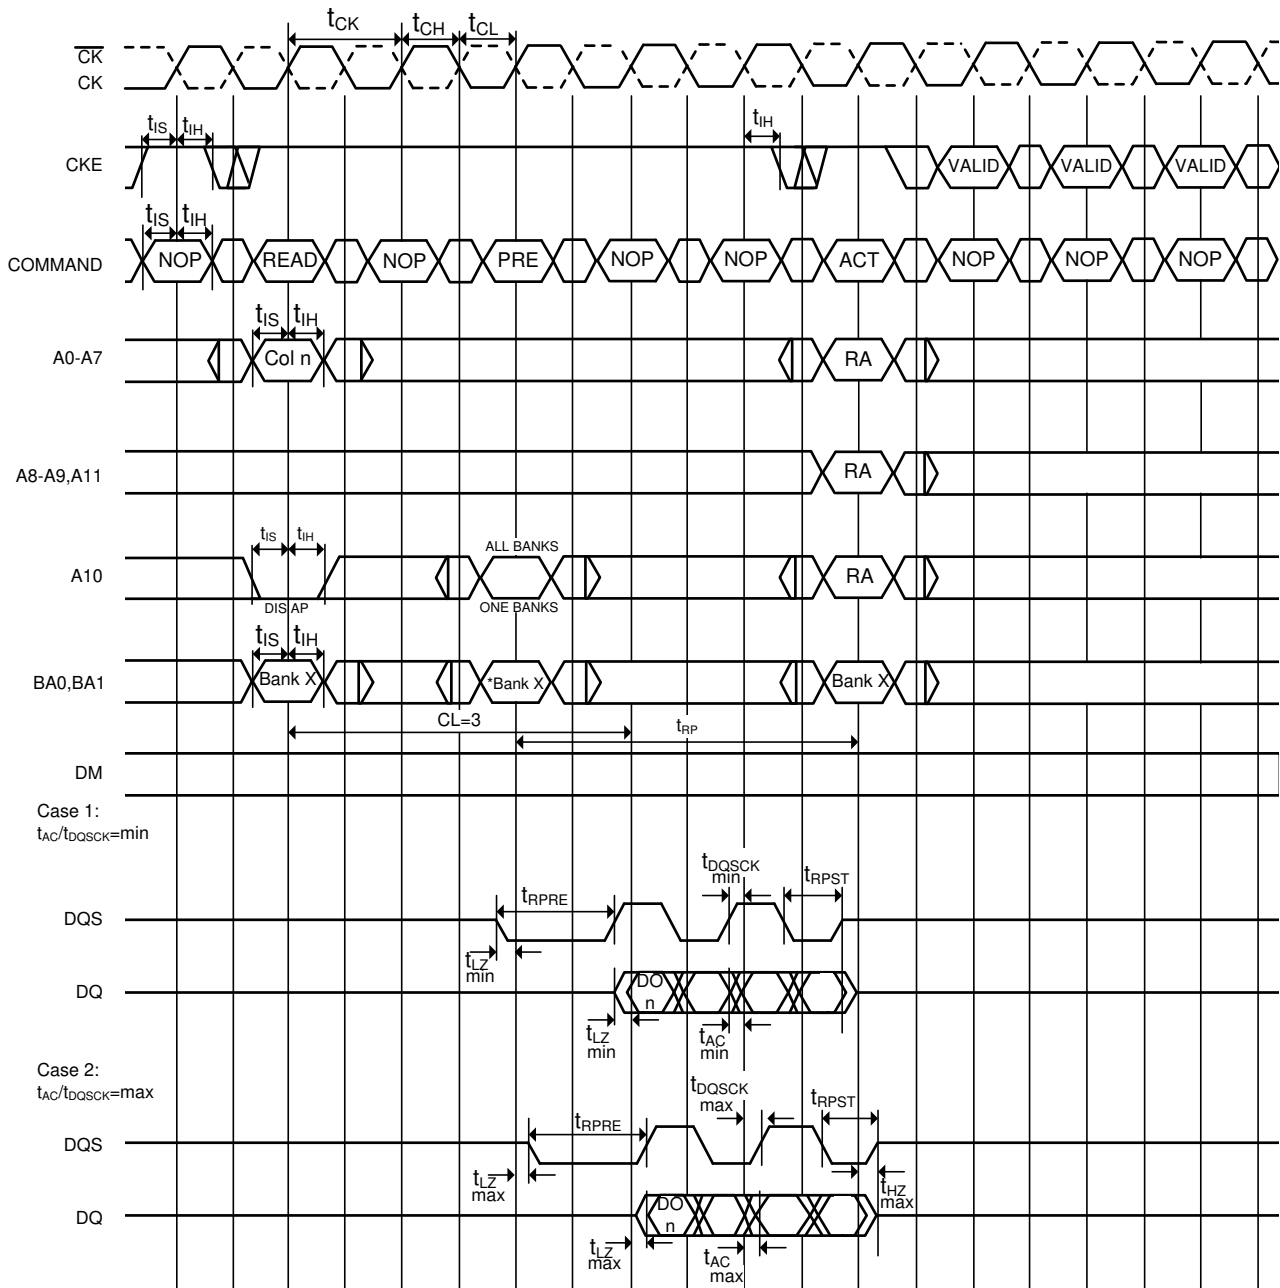 tCK tCH tCL
CK
CK
tIS tIH tIH
CKE VALID VALID VALID
tIS tIH
COMMAND NOP READ NOP PRE NOP NOP ACT NOP NOP NOP
tIS tIH
A0-A7 Col n RA
A8-A9,A11 RA
tIS tIH ALL BANKS
A10 RA
DIS AP ONE BANKS
tIS tIH
BA0,BA1 Bank X *Bank X Bank X
CL=3 tRP
DM
Case 1:
tAC/tDQSCK=min
tDQSCK
min
tRPST
tRPRE
DQS
tLZ
min
DQ DO
n
tLZ
min
tAC
min
Case 2:
tAC/tDQSCK=max
tDQSCK
max
tRPST
tRPRE
DQS
tLZ
max
tHZ
max
DQ DO
n
tLZ
max
tAC
max